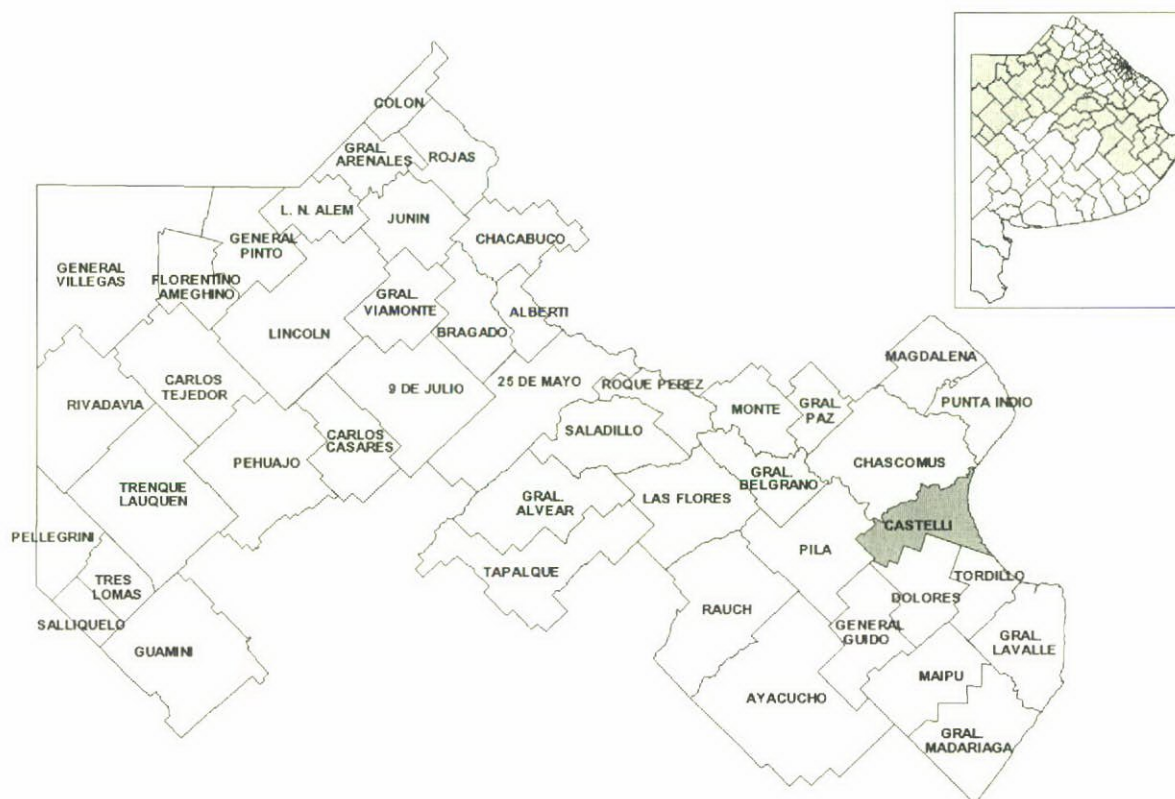 COLON
GRAL.
ARENALES
ROJAS
L. N. ALEM
JUNIN
CHACABUCO
GENERAL
PINTO
GENERAL
VILLEGAS
FLORENTINO
AMEGHINO
GRAL.
VIAMONTE
ALBERTI
LINCOLN
BRAGADO
MAGDALENA
CARLOS
TEJEDOR
9 DE JULIO
25 DE MAYO
ROQUE PEREZ
RIVADAVIA
MONTE
GRAL.
PAZ
PUNTA INDIO
SALADILLO
CARLOS
CASARES
PEHUAJO
CHASCOMUS
GRAL.
BELGRANO
TRENQUE
LAUQUEN
GRAL.
ALVEAR
LAS FLORES
CASTELLI
PELLEGRINI
PILA
TAPALQUE
TORDILLO
TRES
LOMAS
RAUCH
DOLORES
SALLIQUELO
GENERAL
GUIDO
GRAL.
LAVALLE
GUAMINI
MAIPU
AYACUCHO
GRAL.
MADARIAGA